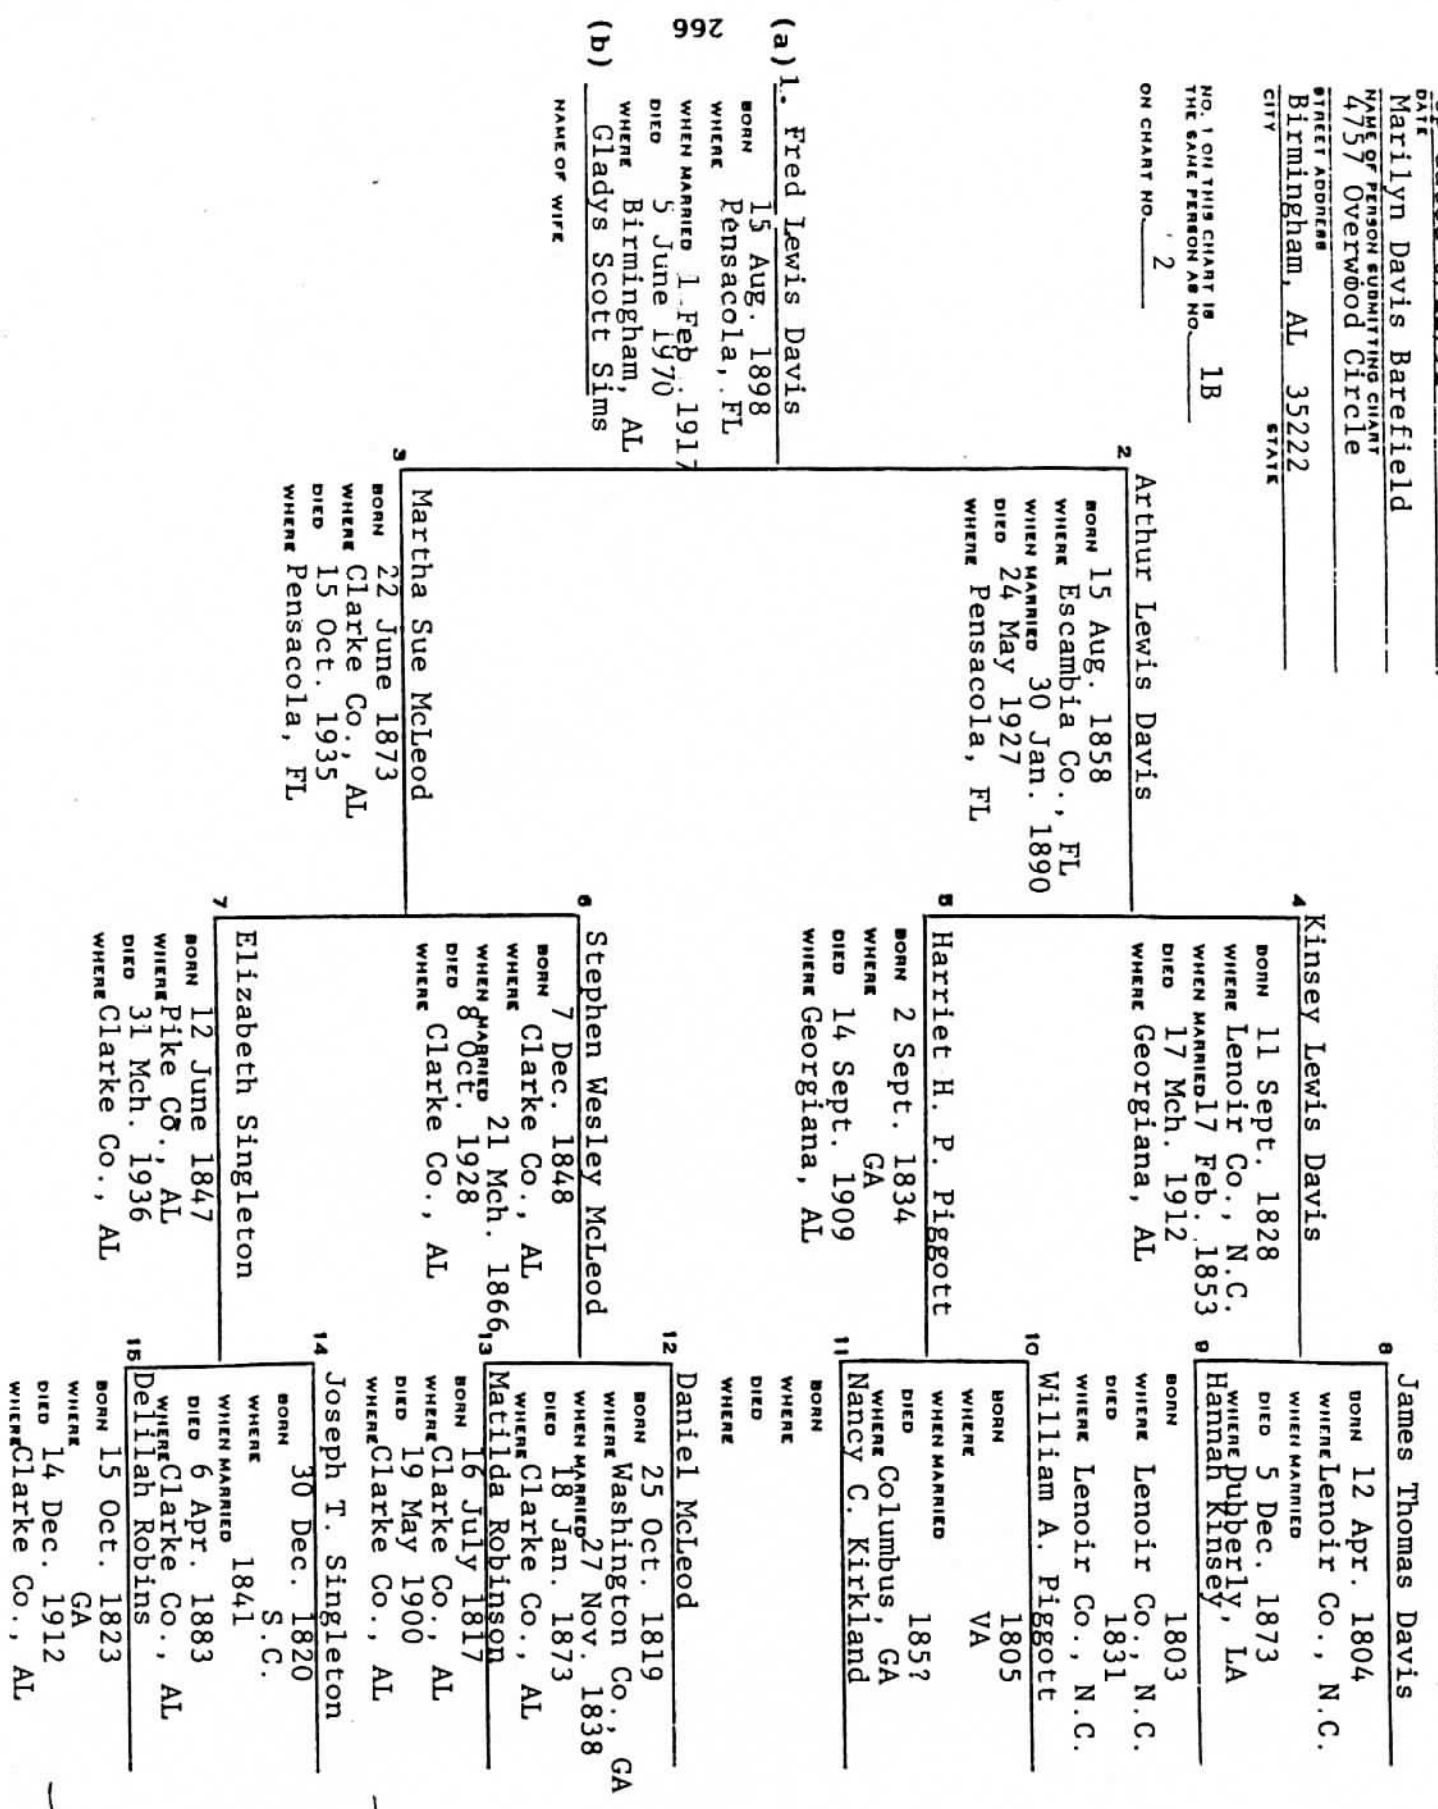 DATE
Marilyn Davis Barefield
NAME OF PERSON SUBMITTING CHART
4757 Overwood Circle
STREET ADDRESS
Birmingham, AL 35222
CITY STATE
NO. 1 ON THIS CHART IS
THE SAME PERSON AS NO. 1B
ON CHART NO. 2
266
(a) 1. Fred Lewis Davis
BORN 15 Aug. 1898
WHERE Pensacola, FL
WHEN MARRIED 1 Feb. 1917
DIED 5 June 1970
WHERE Birmingham, AL
(b) Gladys Scott Sims
NAME OF WIFE
2
Arthur Lewis Davis
BORN 15 Aug. 1858
WHERE Escambia Co., FL
WHEN MARRIED 30 Jan. 1890
DIED 24 May 1927
WHERE Pensacola, FL
3
Martha Sue McLeod
BORN 22 June 1873
WHERE Clarke Co., AL
DIED 15 Oct. 1935
WHERE Pensacola, FL
4
Kinsey Lewis Davis
BORN 11 Sept. 1828
WHERE Lenoir Co., N.C.
WHEN MARRIED 17 Feb. 1853
DIED 17 Mch. 1912
WHERE Georgiana, AL
5
Harriet H. P. Piggott
BORN 2 Sept. 1834
WHERE GA
DIED 14 Sept. 1909
WHERE Georgiana, AL
6
Stephen Wesley McLeod
BORN 7 Dec. 1848
WHERE Clarke Co., AL
WHEN MARRIED 21 Mch. 1866
DIED 8 Oct. 1928
WHERE Clarke Co., AL
7
Elizabeth Singleton
BORN 12 June 1847
WHERE Pike Co., AL
DIED 31 Mch. 1936
WHERE Clarke Co., AL
8
James Thomas Davis
BORN 12 Apr. 1804
WHERE Lenoir Co., N.C.
WHEN MARRIED
DIED 5 Dec. 1873
WHERE Dubberly, LA
9
Hannah Kinsey
BORN 1803
WHERE Lenoir Co., N.C.
DIED 1831
WHERE Lenoir Co., N.C.
10
William A. Piggott
BORN 1805
WHERE VA
WHEN MARRIED
DIED 185?
WHERE Columbus, GA
11
Nancy C. Kirkland
BORN
WHERE
DIED
WHERE
12
Daniel McLeod
BORN 25 Oct. 1819
WHERE Washington Co., GA
WHEN MARRIED 27 Nov. 1838
DIED 18 Jan. 1873
WHERE Clarke Co., AL
13
Matilda Robinson
BORN 16 July 1817
WHERE Clarke Co., AL
DIED 19 May 1900
WHERE Clarke Co., AL
14
Joseph T. Singleton
BORN 30 Dec. 1820
WHERE S.C.
WHEN MARRIED 1841
DIED 6 Apr. 1883
WHERE Clarke Co., AL
15
Delilah Robins
BORN 15 Oct. 1823
WHERE GA
DIED 14 Dec. 1912
WHERE Clarke Co., AL